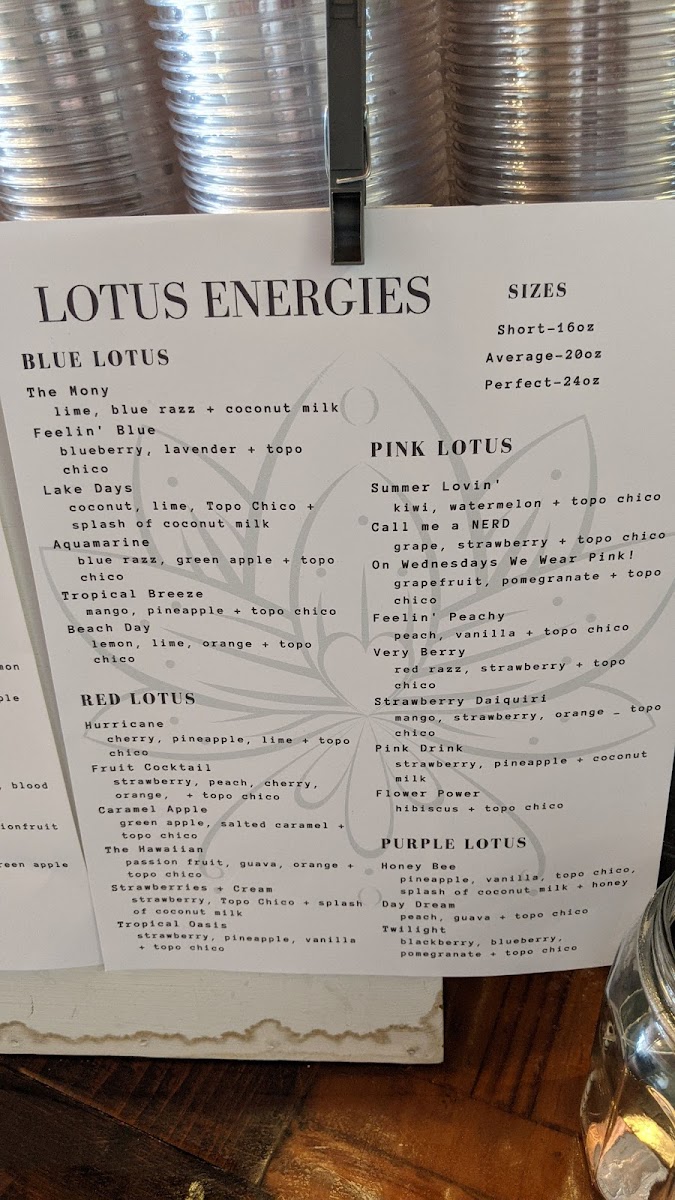 LOTUS ENERGIES
SIZES
Short-16oz
Average-20oz
Perfect-24oz
BLUE LOTUS
The Mony
lime, blue razz + coconut milk
Feelin' Blue
blueberry, lavender + topo
chico
Lake Days
coconut, lime, Topo Chico +
splash of coconut milk
Aquamarine
blue razz, green apple + topo
chico
Tropical Breeze
mango, pineapple + topo chico
Beach Day
lemon, lime, orange + topo
chico
RED LOTUS
Hurricane
cherry, pineapple, lime + topo
chico
Fruit Cocktail
strawberry, peach, cherry,
orange, + topo chico
Caramel Apple
green apple, salted caramel +
topo chico
The Hawaiian
passion fruit, guava, orange +
topo chico
Strawberries + Cream
strawberry, Topo Chico + splash
of coconut milk
Tropical Oasis
strawberry, pineapple, vanilla
+ topo chico
PINK LOTUS
Summer Lovin'
kiwi, watermelon + topo chico
Call me a NERD
grape, strawberry + topo chico
On Wednesdays We Wear Pink!
grapefruit, pomegranate + topo
chico
Feelin' Peachy
peach, vanilla + topo chico
Very Berry
red razz, strawberry + topo
chico
Strawberry Daiquiri
mango, strawberry, orange _ topo
chico
Pink Drink
strawberry, pineapple + coconut
milk
Flower Power
hibiscus + topo chico
PURPLE LOTUS
Honey Bee
pineapple, vanilla, topo chico,
splash of coconut milk + honey
Day Dream
peach, guava + topo chico
Twilight
blackberry, blueberry,
pomegranate + topo chico
, blood